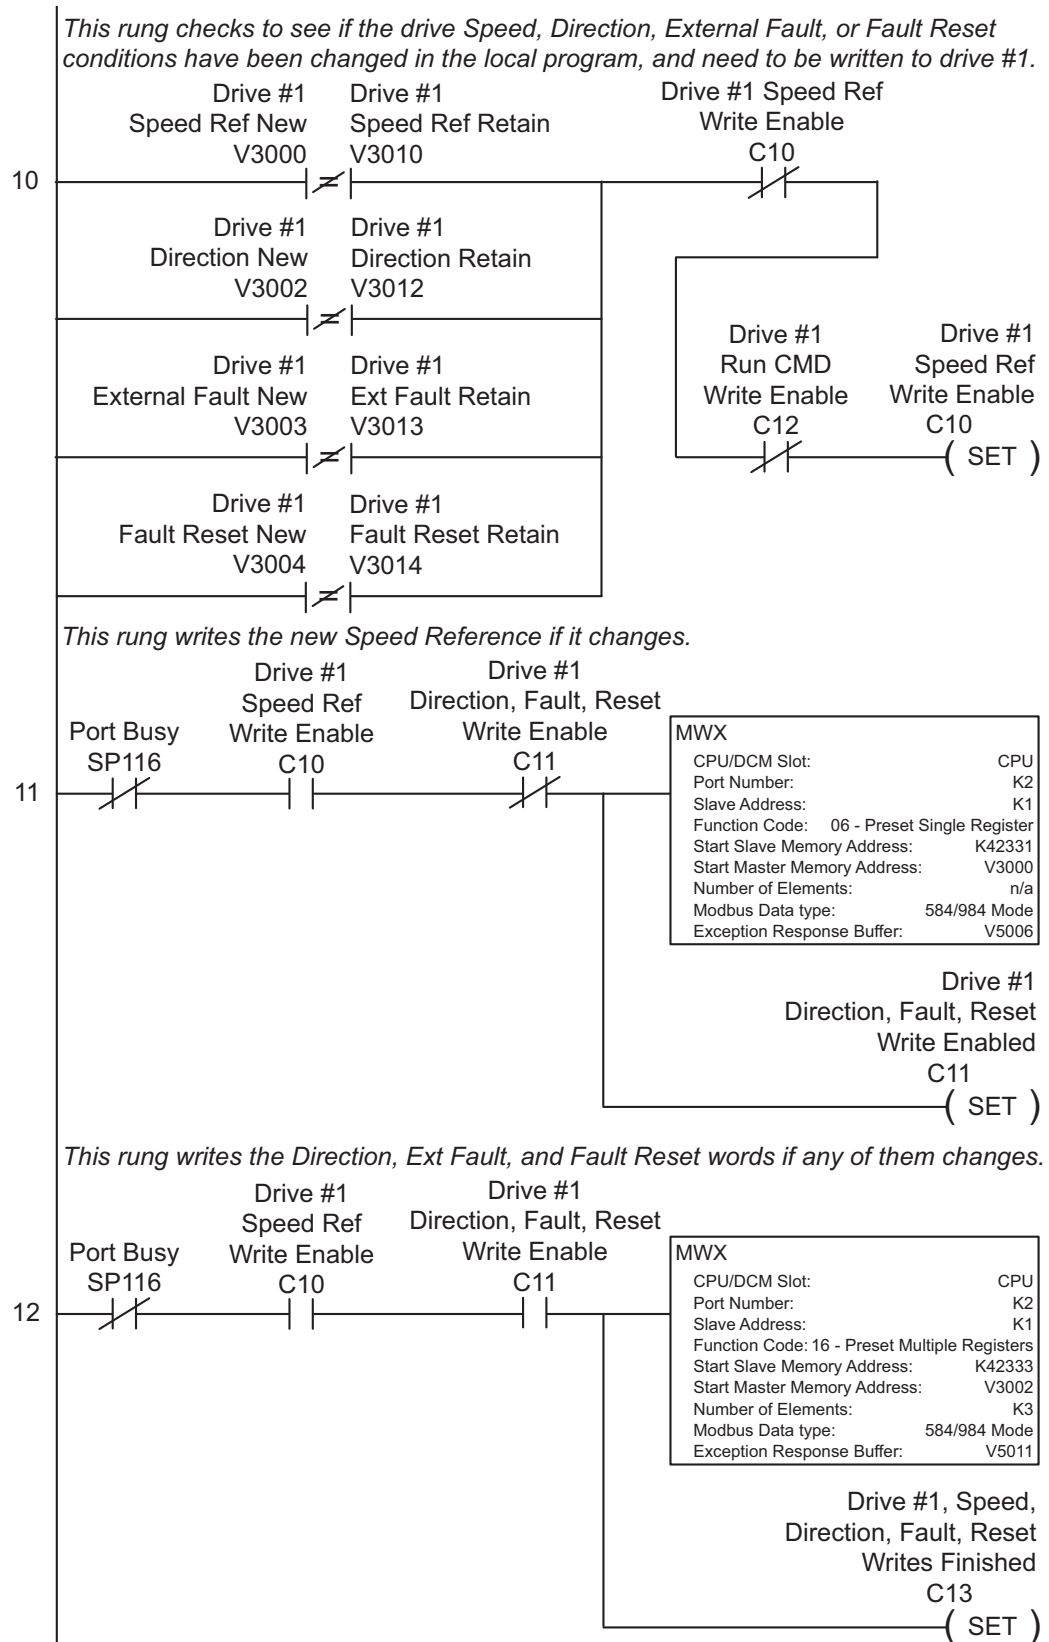 This rung checks to see if the drive Speed, Direction, External Fault, or Fault Reset
conditions have been changed in the local program, and need to be written to drive #1.
Drive #1
Speed Ref New
V3000
Drive #1
Speed Ref Retain
V3010
Drive #1 Speed Ref
Write Enable
C10
10
Drive #1
Direction New
V3002
Drive #1
Direction Retain
V3012
Drive #1
External Fault New
V3003
Drive #1
Ext Fault Retain
V3013
Drive #1
Run CMD
Write Enable
C12
Drive #1
Speed Ref
Write Enable
C10
( SET )
Drive #1
Fault Reset New
V3004
Drive #1
Fault Reset Retain
V3014
This rung writes the new Speed Reference if it changes.
Port Busy
SP116
Drive #1
Speed Ref
Write Enable
C10
Drive #1
Direction, Fault, Reset
Write Enable
C11
11
MWX
CPU/DCM Slot: CPU
Port Number: K2
Slave Address: K1
Function Code: 06 - Preset Single Register
Start Slave Memory Address: K42331
Start Master Memory Address: V3000
Number of Elements: n/a
Modbus Data type: 584/984 Mode
Exception Response Buffer: V5006
Drive #1
Direction, Fault, Reset
Write Enabled
C11
( SET )
This rung writes the Direction, Ext Fault, and Fault Reset words if any of them changes.
Port Busy
SP116
Drive #1
Speed Ref
Write Enable
C10
Drive #1
Direction, Fault, Reset
Write Enable
C11
12
MWX
CPU/DCM Slot: CPU
Port Number: K2
Slave Address: K1
Function Code: 16 - Preset Multiple Registers
Start Slave Memory Address: K42333
Start Master Memory Address: V3002
Number of Elements: K3
Modbus Data type: 584/984 Mode
Exception Response Buffer: V5011
Drive #1, Speed,
Direction, Fault, Reset
Writes Finished
C13
( SET )